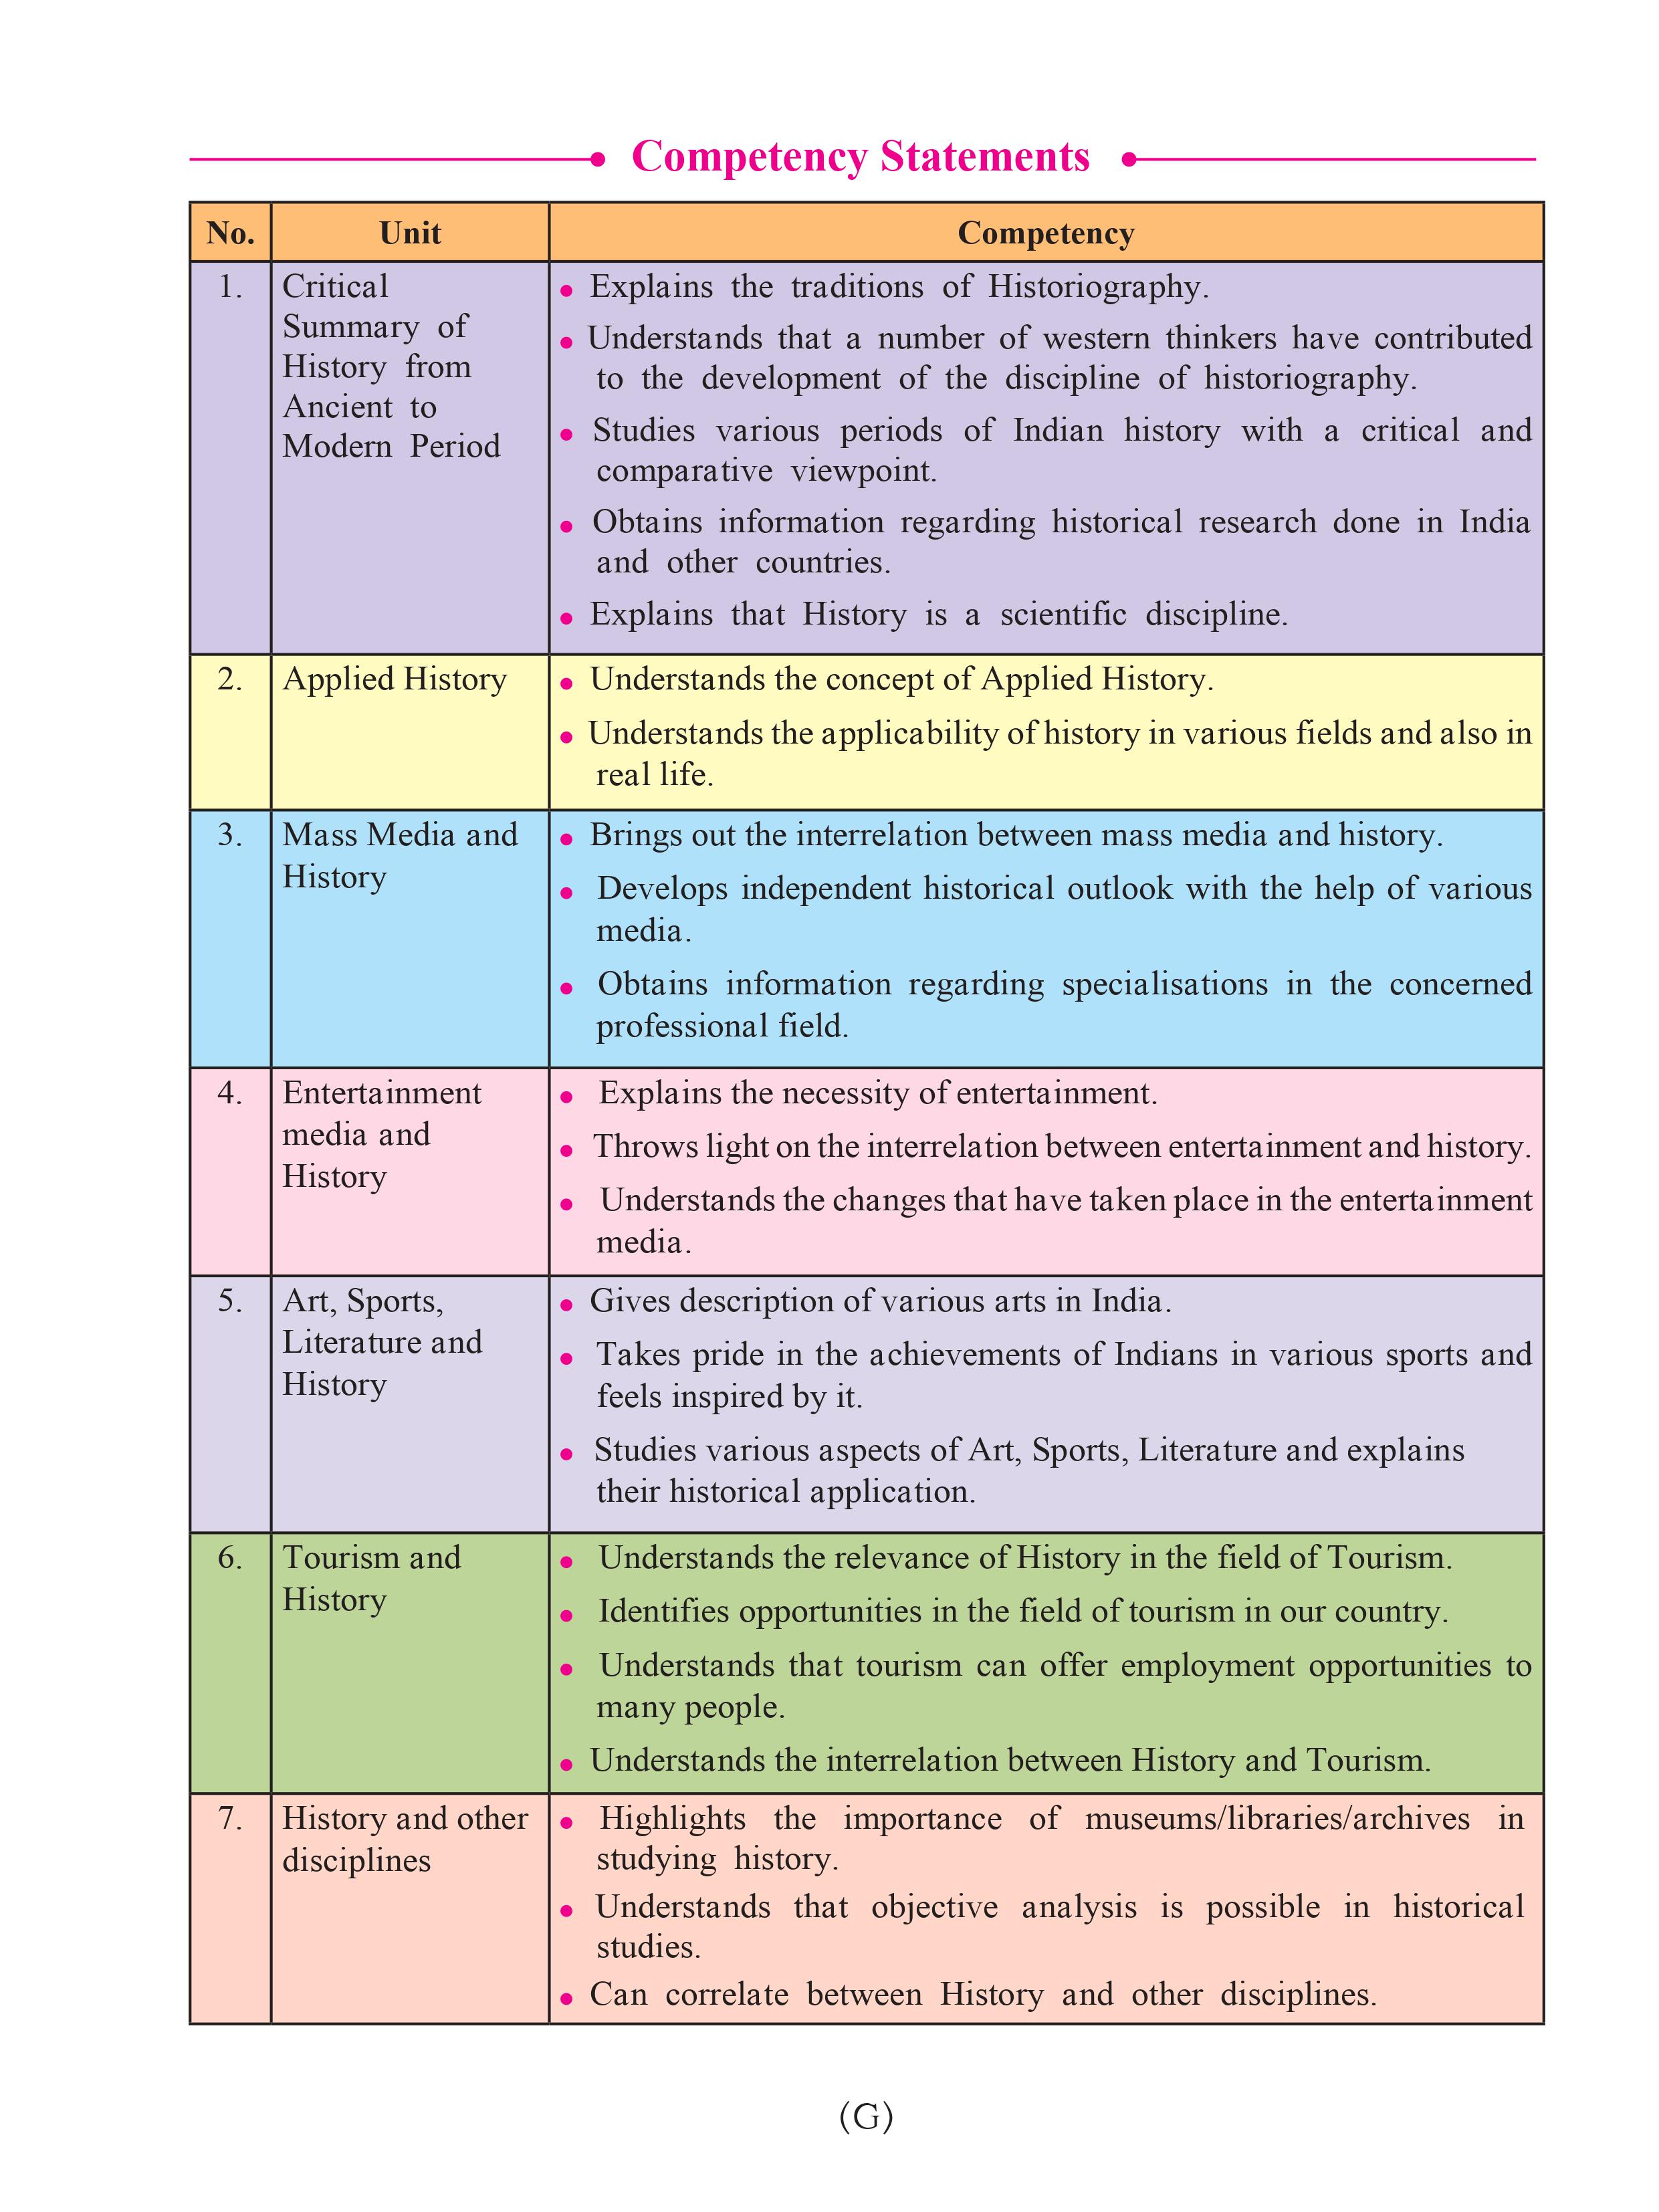 Competency Statements
No. Unit Competency
1. Critical
Summary of
History from
Ancient to
Modern Period
• Explains the traditions of Historiography.
• Understands that a number of western thinkers have contributed
to the development of the discipline of historiography.
• Studies various periods of Indian history with a critical and
comparative viewpoint.
• Obtains information regarding historical research done in India
and other countries.
• Explains that History is a scientific discipline.
2. Applied History
• Understands the concept of Applied History.
• Understands the applicability of history in various fields and also in
real life.
3. Mass Media and
History
• Brings out the interrelation between mass media and history.
• Develops independent historical outlook with the help of various
media.
• Obtains information regarding specialisations in the concerned
professional field.
4. Entertainment
media and
History
• Explains the necessity of entertainment.
• Throws light on the interrelation between entertainment and history.
• Understands the changes that have taken place in the entertainment
media.
5. Art, Sports,
Literature and
History
• Gives description of various arts in India.
• Takes pride in the achievements of Indians in various sports and
feels inspired by it.
• Studies various aspects of Art, Sports, Literature and explains
their historical application.
6. Tourism and
History
• Understands the relevance of History in the field of Tourism.
• Identifies opportunities in the field of tourism in our country.
• Understands that tourism can offer employment opportunities to
many people.
• Understands the interrelation between History and Tourism.
7. History and other
disciplines
• Highlights the importance of museums/libraries/archives in
studying history.
• Understands that objective analysis is possible in historical
studies.
• Can correlate between History and other disciplines.
(G)